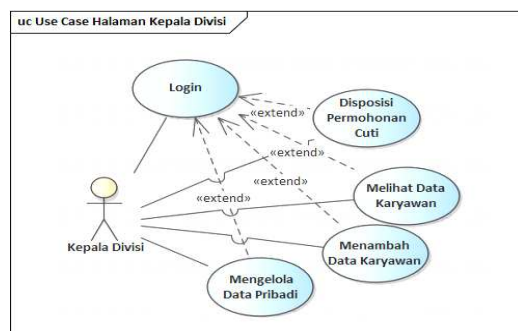 uc Use Case Halaman Kepala Divisi
Login
Disposisi
Permohonan
Cuti
«extend»
«extend»
Melihat Data
Karyawan
«extend»
«extend»
Kepala Divisi
Menambah
Data Karyawan
Mengelola
Data Pribadi